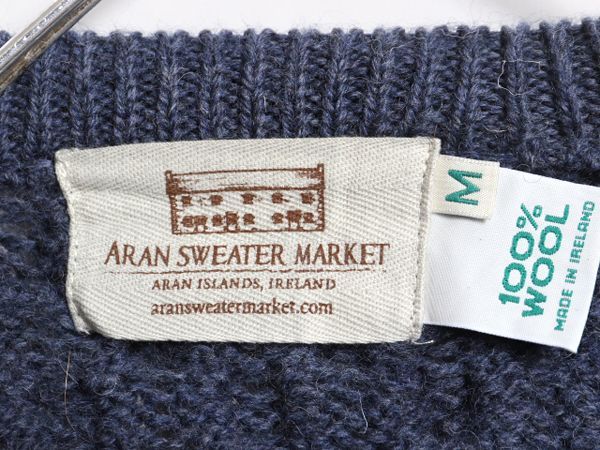 ARAN SWEATER MARKET
ARAN ISLANDS, IRELAND
aransweatermarket.com
M
100%
WOOL
MADE IN IRELAND